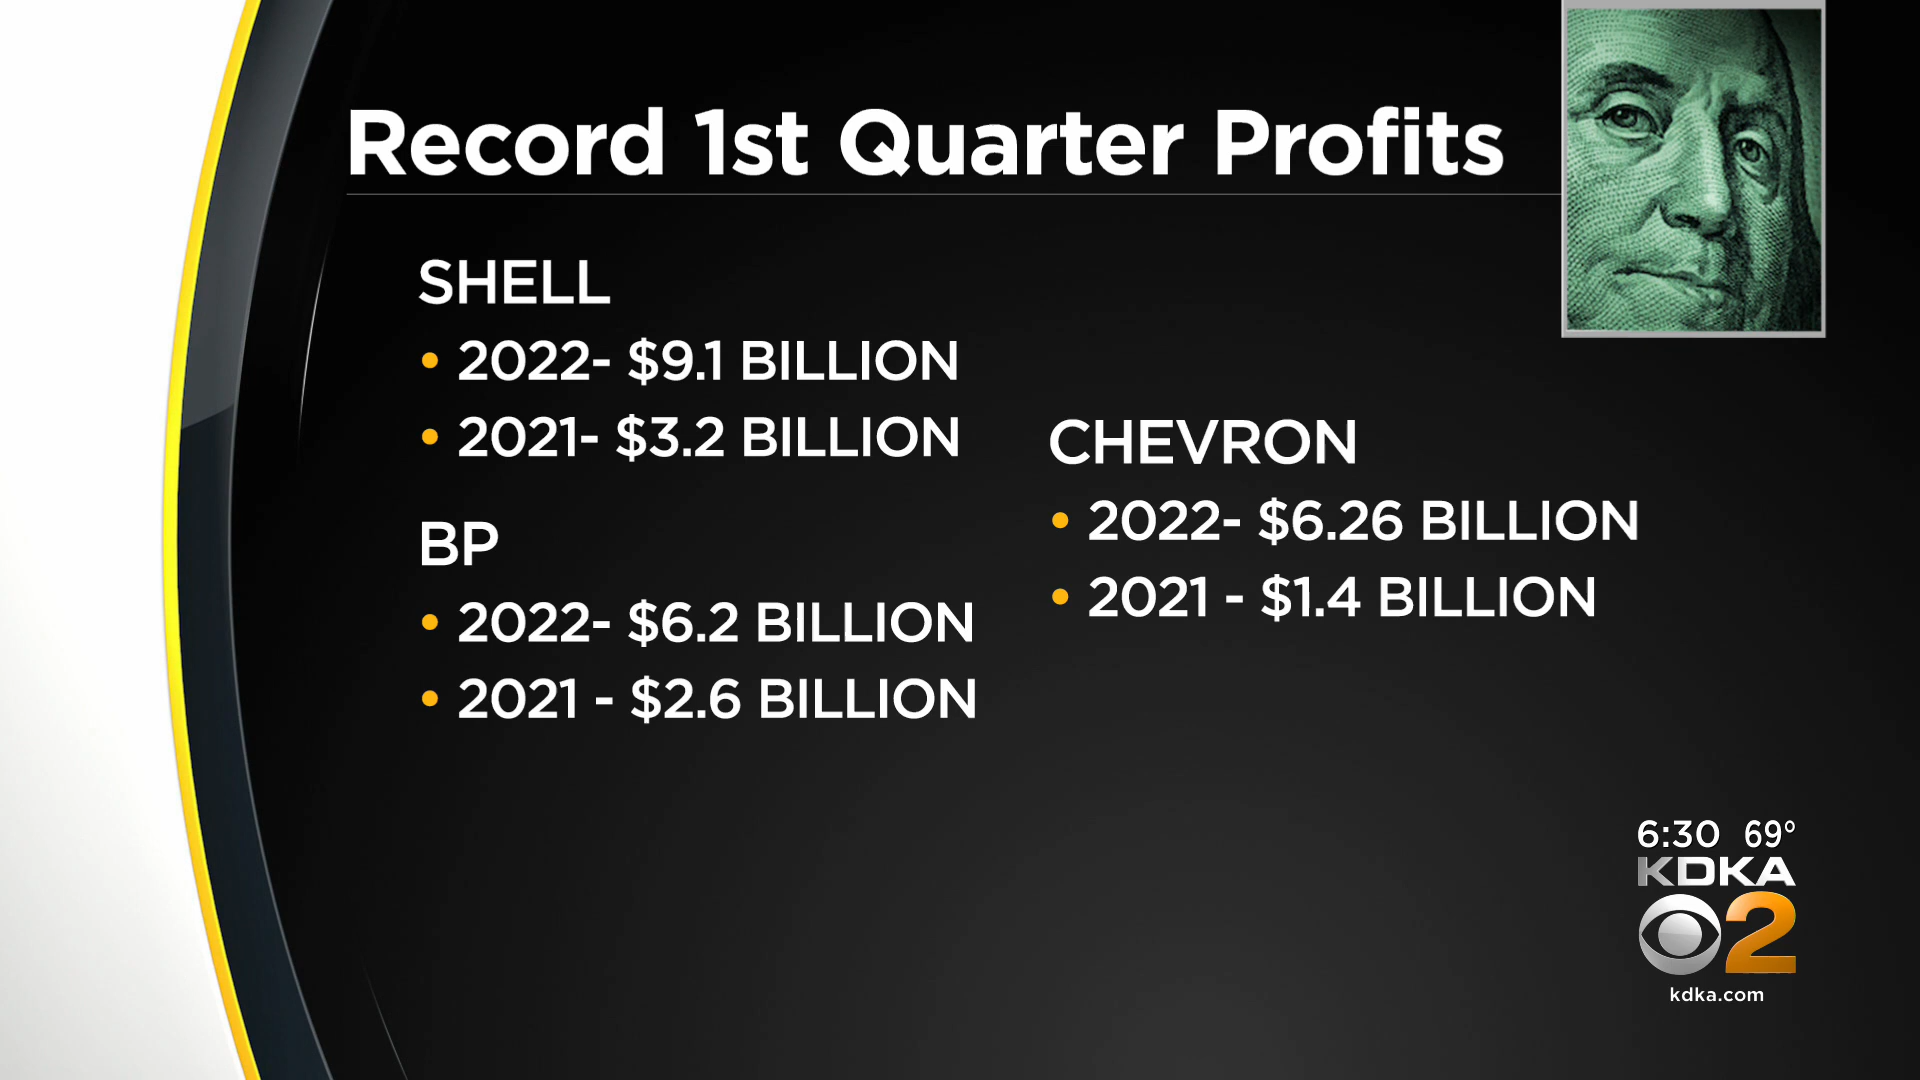 Record 1st Quarter Profits
SHELL
• 2022- $9.1 BILLION
• 2021- $3.2 BILLION
BP
• 2022- $6.2 BILLION
• 2021 - $2.6 BILLION
CHEVRON
• 2022- $6.26 BILLION
• 2021 - $1.4 BILLION
6:30 69°
KDKA
2
kdka.com